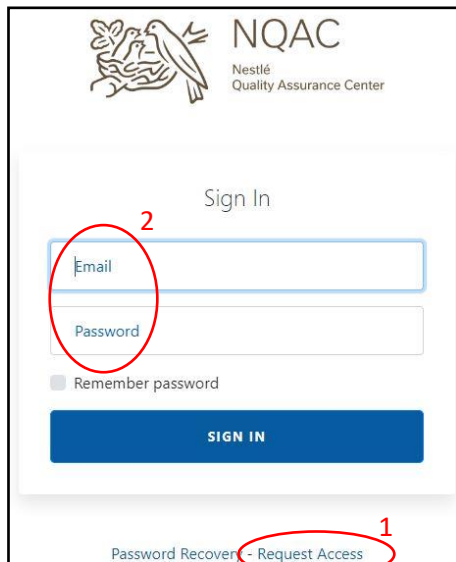 NQAC
Nestlé
Quality Assurance Center
Sign In
2
Email
Password
Remember password
SIGN IN
1
Password Recovery - Request Access